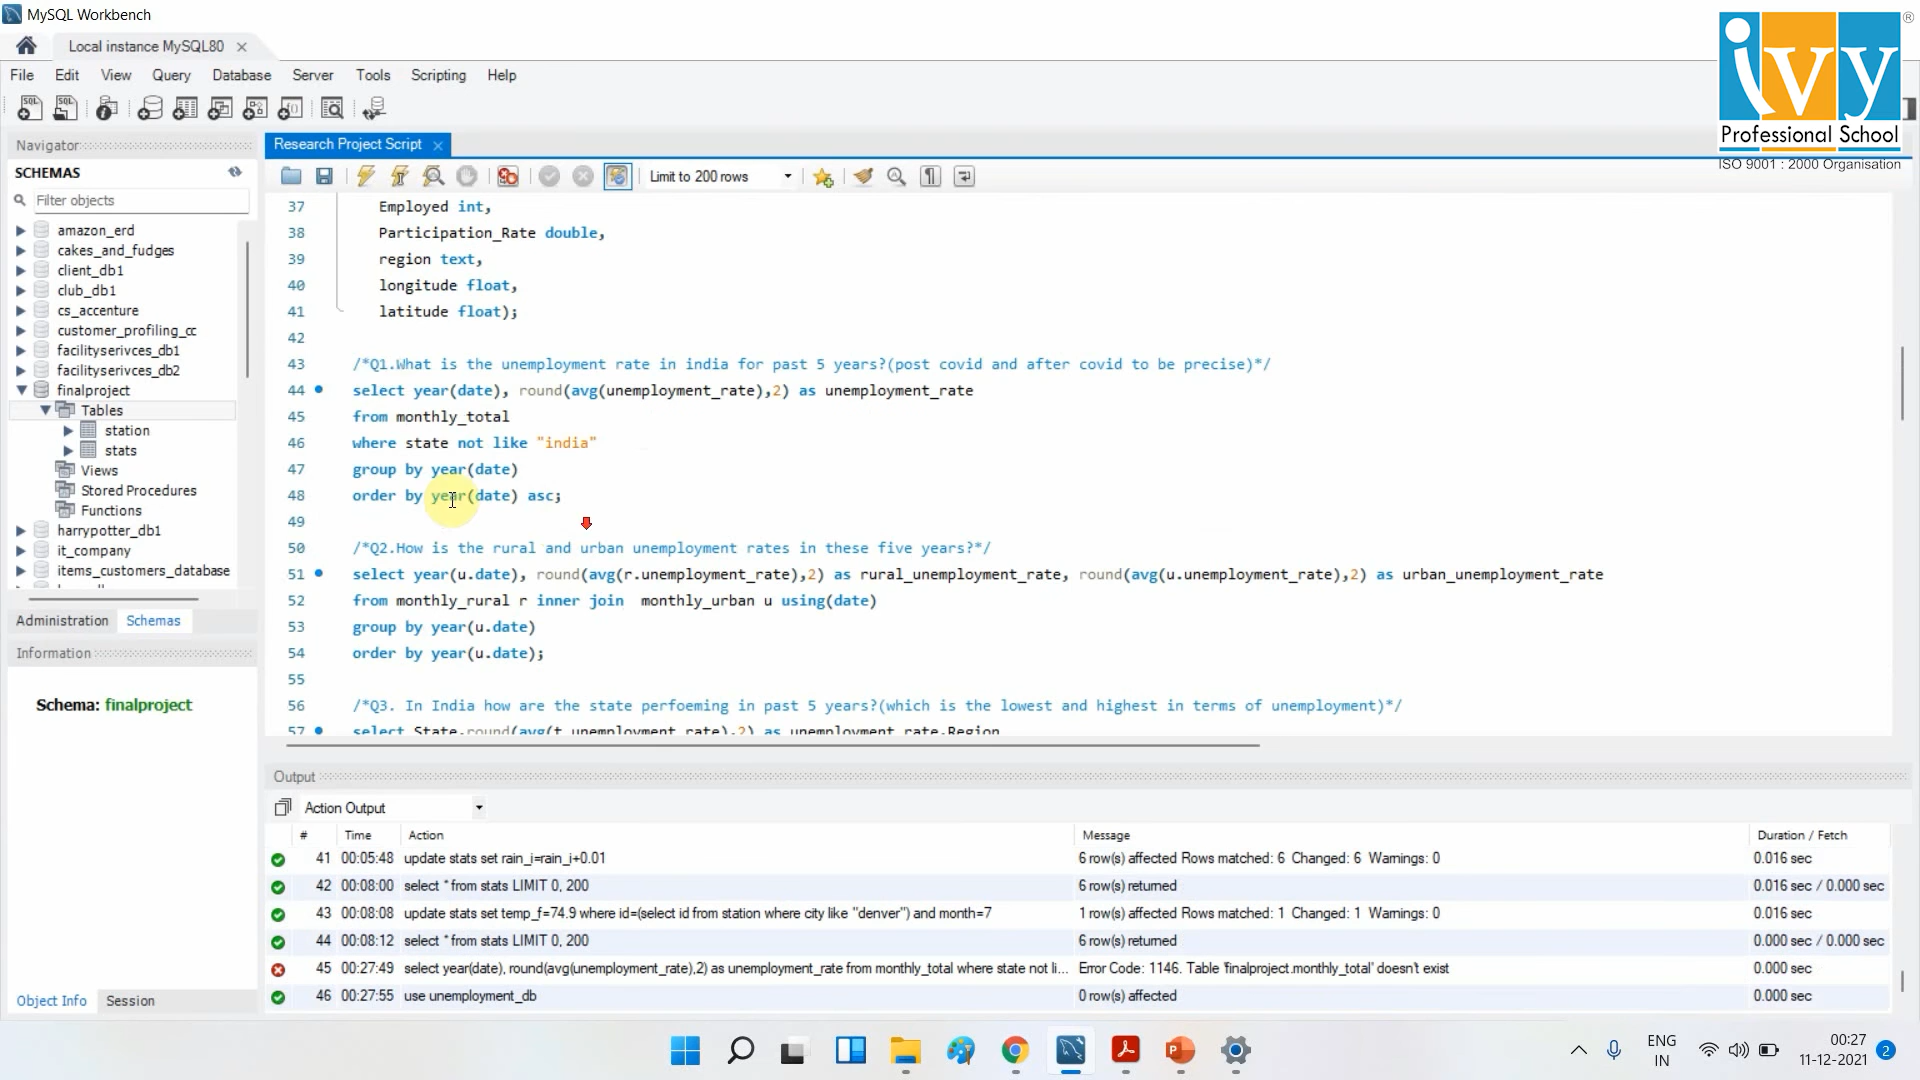 MySQL Workbench
Local instance MySQL80
File Edit View Query Database Server Tools Scripting Help
ivy ®
Professional School
ISO 9001 : 2000 Organisation
Navigator
SCHEMAS
Filter objects
amazon_erd
cakes_and_fudges
client_db1
club_db1
cs_accenture
customer_profiling_cc
facilityserivces_db1
facilityserivces_db2
finalproject
Tables
station
stats
Views
Stored Procedures
Functions
harrypotter_db1
it_company
items_customers_database
Administration Schemas
Information
Schema: finalproject
Object Info Session
Research Project Script
Limit to 200 rows
37 Employed int,
38 Participation_Rate double,
39 region text,
40 longitude float,
41 latitude float);
42
43 /*Q1.What is the unemployment rate in india for past 5 years?(post covid and after covid to be precise)*/
44 select year(date), round(avg(unemployment_rate),2) as unemployment_rate
45 from monthly_total
46 where state not like "india"
47 group by year(date)
48 order by year(date) asc;
49
50 /*Q2.How is the rural and urban unemployment rates in these five years?*/
51 select year(u.date), round(avg(r.unemployment_rate),2) as rural_unemployment_rate, round(avg(u.unemployment_rate),2) as urban_unemployment_rate
52 from monthly_rural r inner join monthly_urban u using(date)
53 group by year(u.date)
54 order by year(u.date);
55
56 /*Q3. In India how are the state perfoeming in past 5 years?(which is the lowest and highest in terms of unemployment)*/
57 select State,round(avg(t.unemployment_rate),2) as unemployment_rate,Region
Output
Action Output
# Time Action Message Duration / Fetch
41 00:05:48 update stats set rain_i=rain_i+0.01 6 row(s) affected Rows matched: 6 Changed: 6 Warnings: 0 0.016 sec
42 00:08:00 select * from stats LIMIT 0, 200 6 row(s) returned 0.016 sec / 0.000 sec
43 00:08:08 update stats set temp_f=74.9 where id=(select id from station where city like "denver") and month=7 1 row(s) affected Rows matched: 1 Changed: 1 Warnings: 0 0.016 sec
44 00:08:12 select * from stats LIMIT 0, 200 6 row(s) returned 0.000 sec / 0.000 sec
45 00:27:49 select year(date), round(avg(unemployment_rate),2) as unemployment_rate from monthly_total where state not li... Error Code: 1146. Table 'finalproject.monthly_total' doesn't exist 0.000 sec
46 00:27:55 use unemployment_db 0 row(s) affected 0.000 sec
ENG
IN
00:27
11-12-2021
2